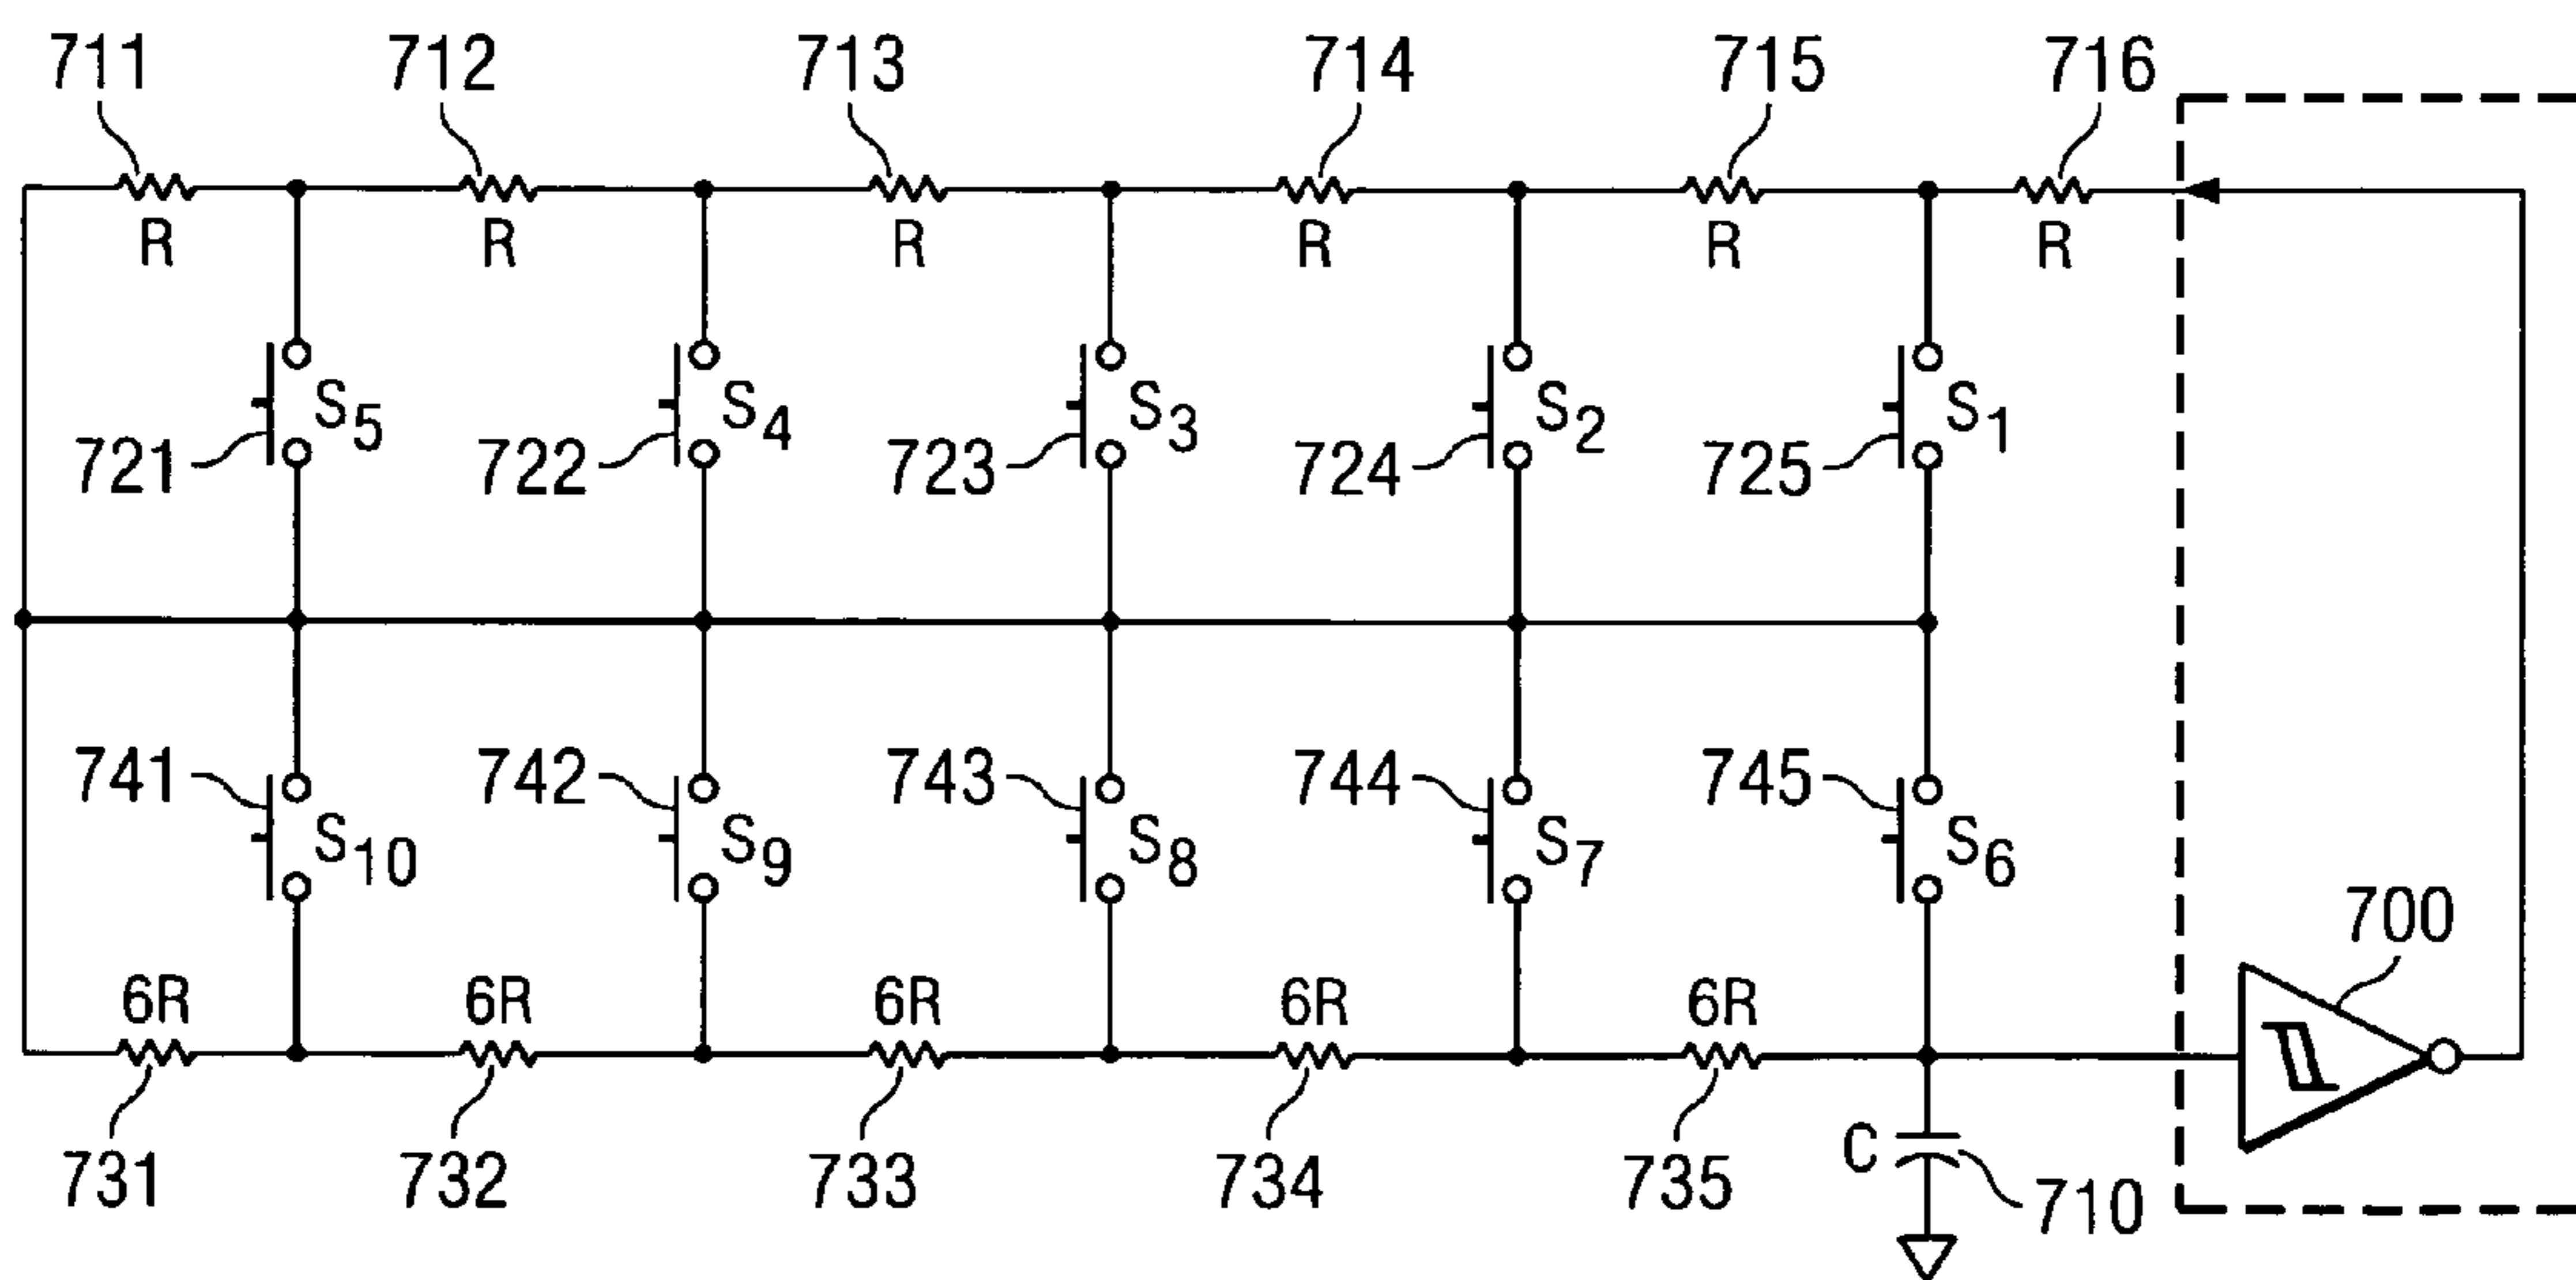 711 712 713 714 715 716
R R R R R R
S5 S4 S3 S2 S1
721 722 723 724 725
741 742 743 744 745
S10 S9 S8 S7 S6
700
6R 6R 6R 6R 6R
C
731 732 733 734 735 710